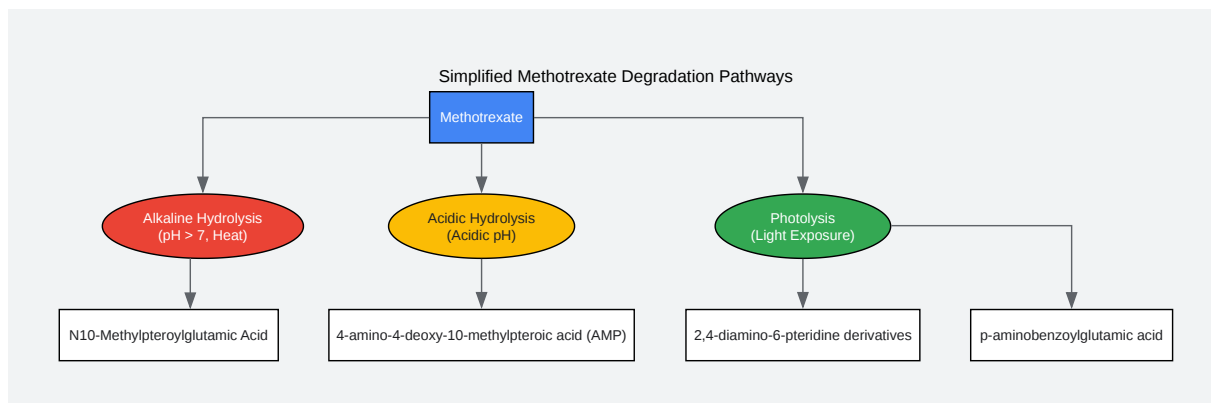 Simplified Methotrexate Degradation Pathways
Methotrexate
Alkaline Hydrolysis
(pH > 7, Heat)
Acidic Hydrolysis
(Acidic pH)
Photolysis
(Light Exposure)
N10-Methylpteroylglutamic Acid
4-amino-4-deoxy-10-methylpteroic acid (AMP)
2,4-diamino-6-pteridine derivatives
p-aminobenzoylglutamic acid